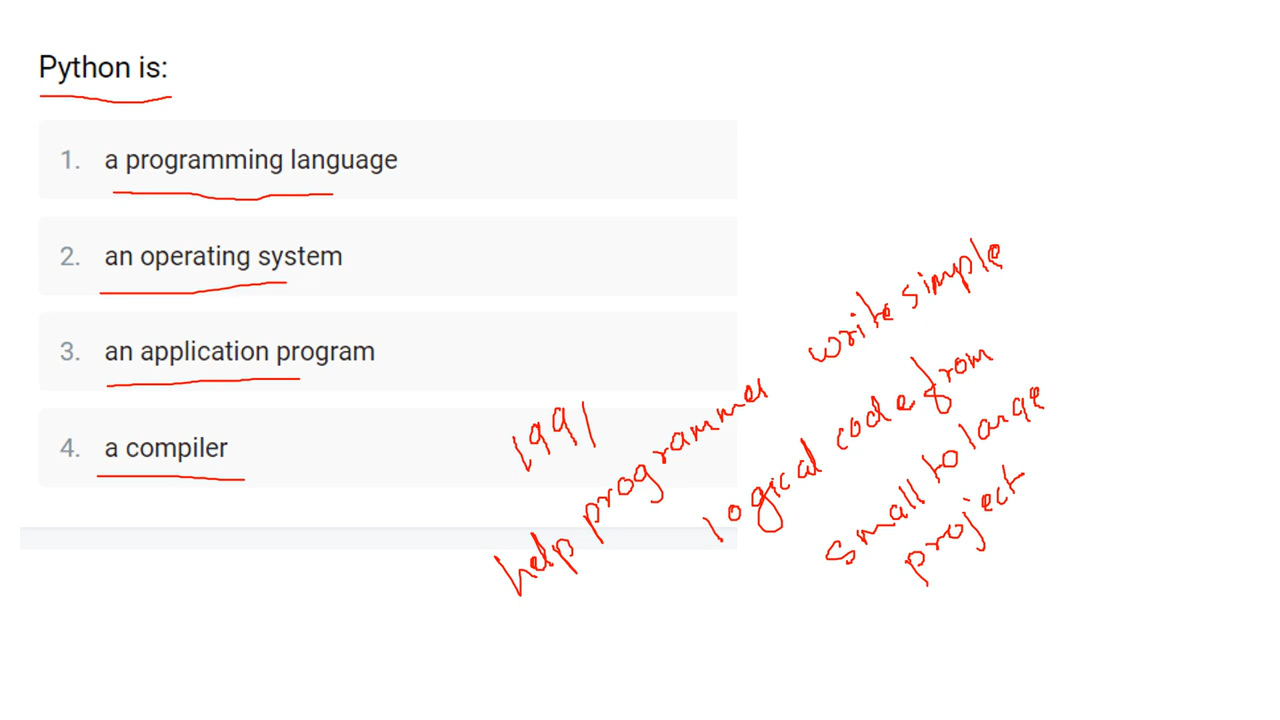 Python is:
1. a programming language
2. an operating system
3. an application program
4. a compiler
1991
help programmer write simple
logical code from
small to large
project